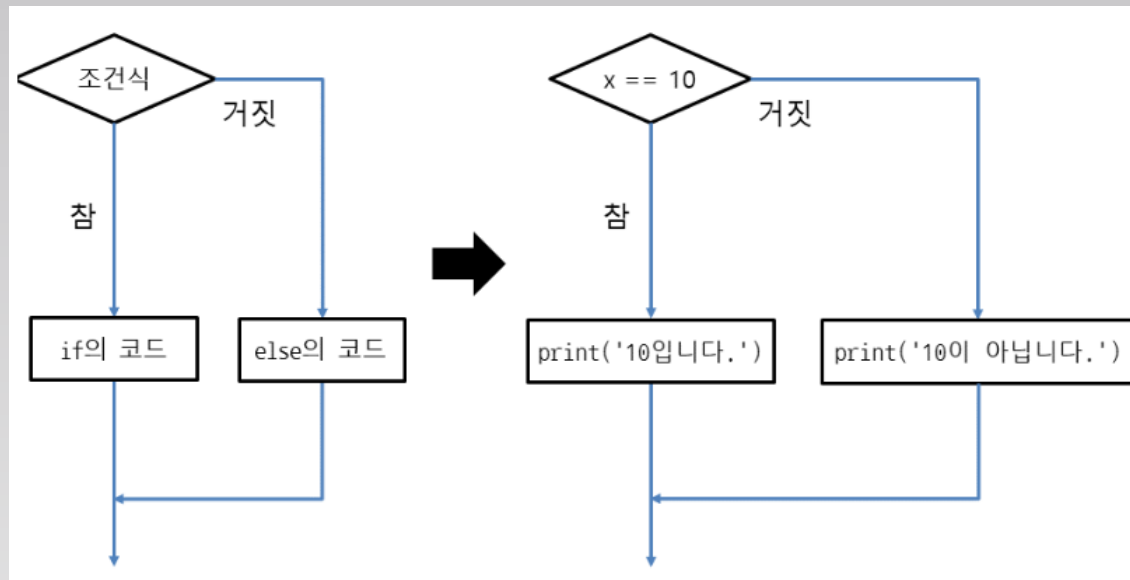 조건식
거짓
참
if의 코드
else의 코드
x == 10
거짓
참
print('10입니다.')
print('10이 아닙니다.')